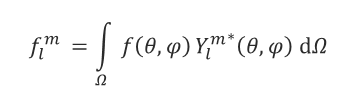 f_l^m = ∫_Ω f(θ, φ) Y_l^{m*}(θ, φ) dΩ